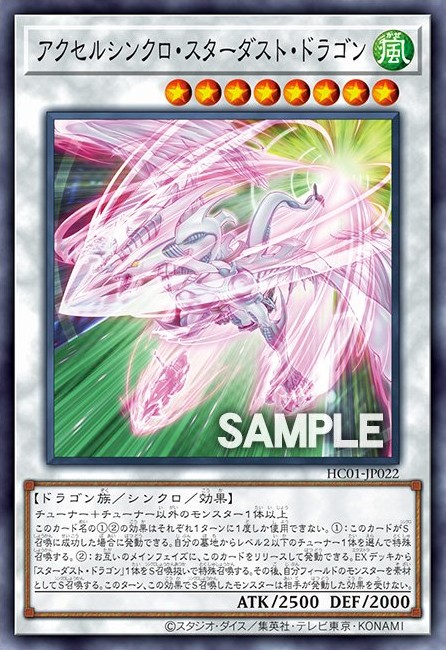 アクセルシンクロ・スターダスト・ドラゴン
風
SAMPLE
HC01-JP022
【ドラゴン族／シンクロ／効果】
チューナー＋チューナー以外のモンスター1体以上
このカード名の①②の効果はそれぞれ1ターンに1度しか使用できない。①：このカードがS
召喚に成功した場合に発動できる。自分の墓地からレベル2以下のチューナー1体を選んで特殊
召喚する。②：お互いのメインフェイズに、このカードをリリースして発動できる。EXデッキから
「スターダスト・ドラゴン」1体をS召喚扱いで特殊召喚する。その後、自分フィールドのモンスターを素材
としてS召喚する。このターン、この効果でS召喚したモンスターは相手が発動した効果を受けない。
ATK/2500 DEF/2000
©スタジオ・ダイス／集英社・テレビ東京・KONAMI